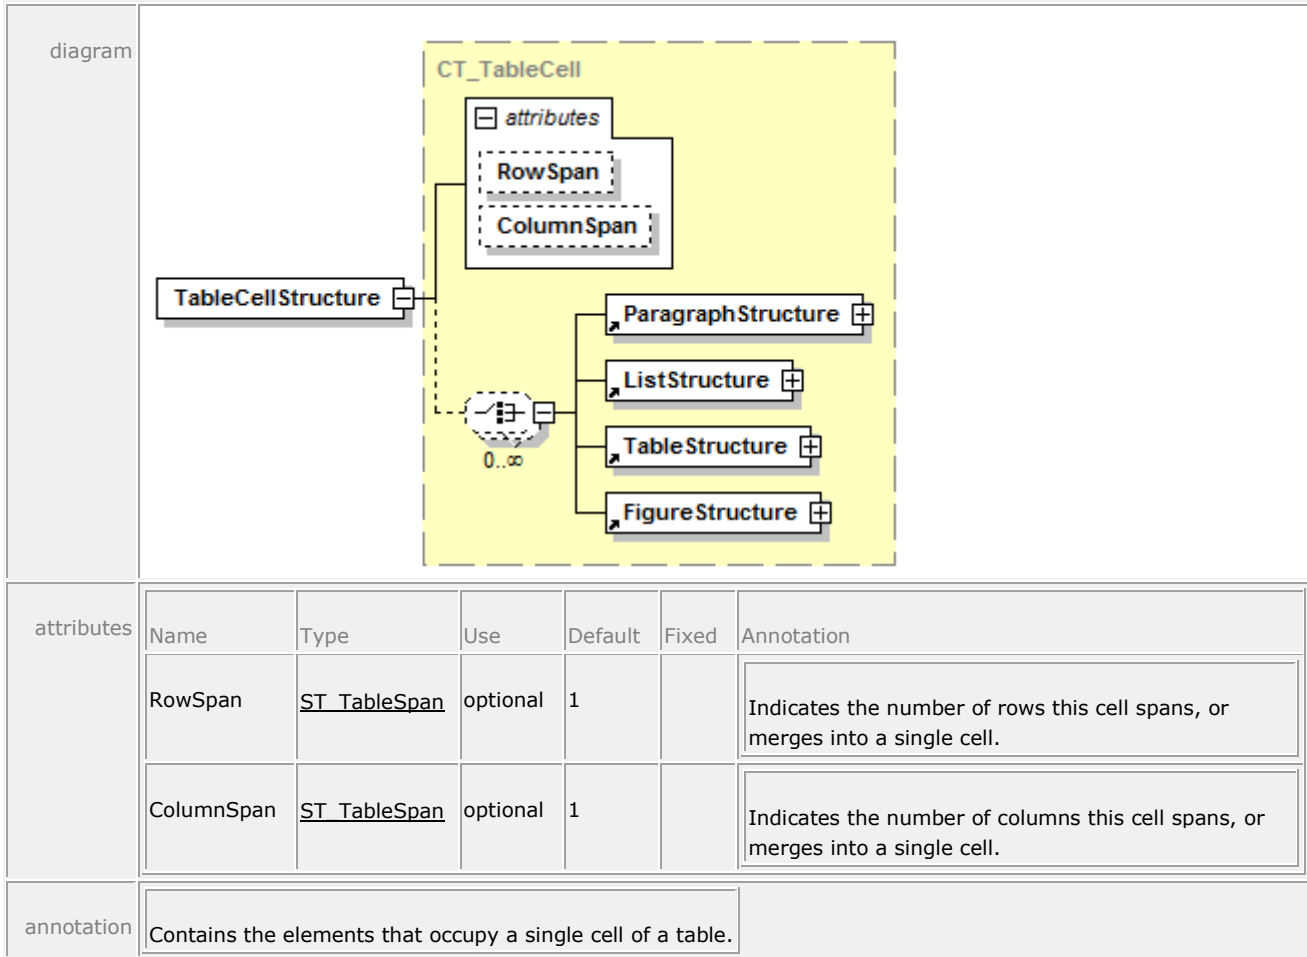 diagram
CT_TableCell
attributes
RowSpan
ColumnSpan
TableCellStructure
ParagraphStructure
ListStructure
TableStructure
FigureStructure
0..∞
attributes
Name Type Use Default Fixed Annotation
RowSpan ST_TableSpan optional 1 Indicates the number of rows this cell spans, or
merges into a single cell.
ColumnSpan ST_TableSpan optional 1 Indicates the number of columns this cell spans, or
merges into a single cell.
annotation
Contains the elements that occupy a single cell of a table.